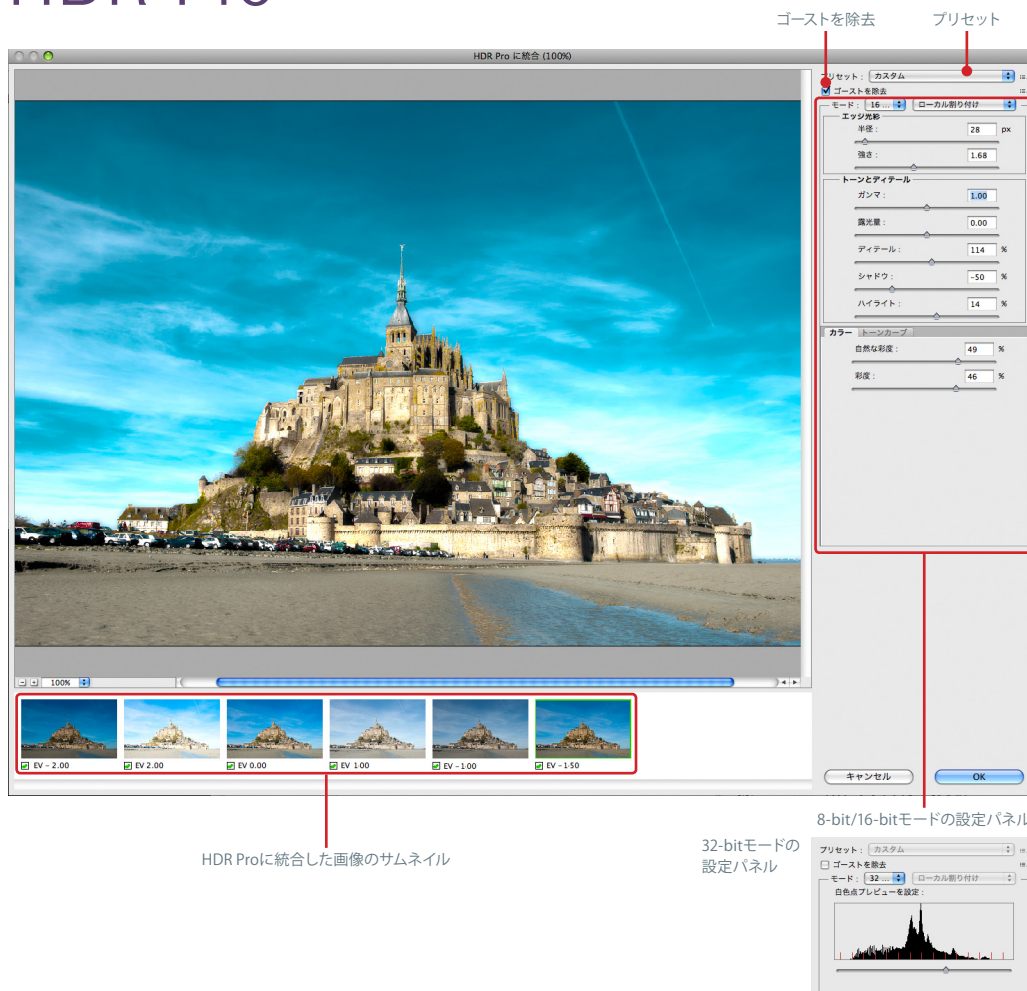 HDR Pro
ゴーストを除去
プリセット
HDR Pro に統合 (100%)
プリセット： カスタム
ゴーストを除去
モード： 16 ... ローカル割り付け
エッジ光彩
半径： 28 px
強さ： 1.68
トーンとディテール
ガンマ： 1.00
露光量： 0.00
ディテール： 114 %
シャドウ： -50 %
ハイライト： 14 %
カラー トーンカーブ
自然な彩度： 49 %
彩度： 46 %
100%
EV - 2.00
EV 2.00
EV 0.00
EV 1.00
EV -1.00
EV -1.50
キャンセル
OK
8-bit/16-bitモードの設定パネル
HDR Proに統合した画像のサムネイル
32-bitモードの
設定パネル
プリセット： カスタム
ゴーストを除去
モード： 32 ... ローカル割り付け
白色点プレビューを設定：